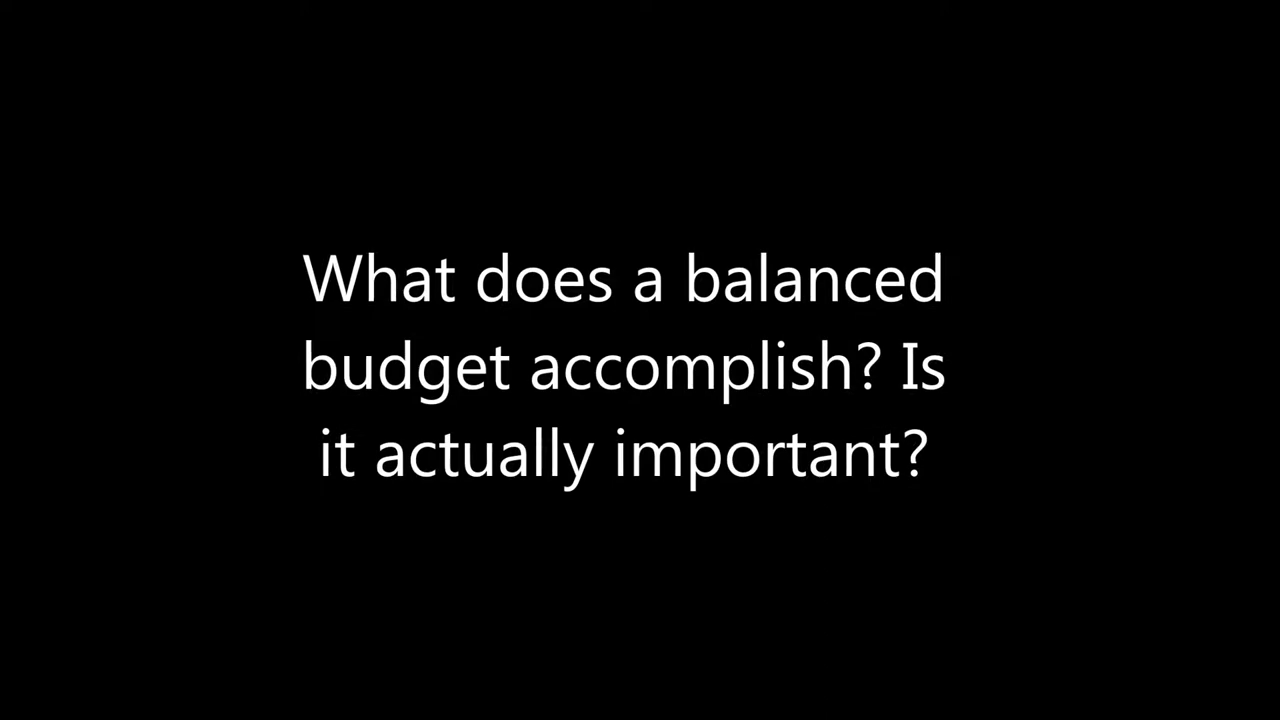 What does a balanced
budget accomplish? Is
it actually important?